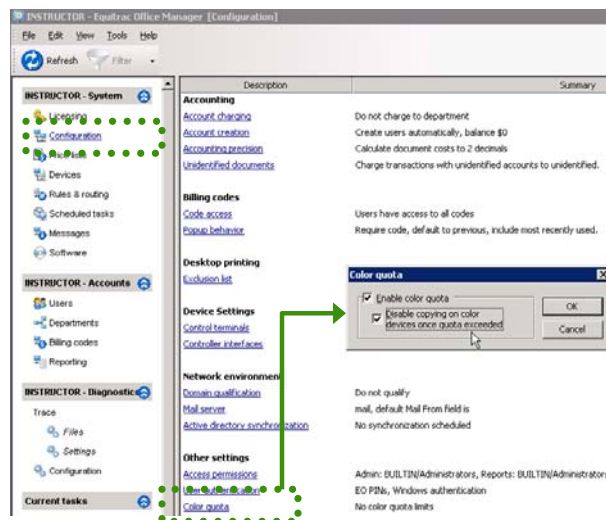 INSTRUCTOR - Equitrac Office Manager [Configuration]
File Edit View Tools Help
Refresh Filter
Description Summary
INSTRUCTOR - System
Licensing
Configuration
Price lists
Devices
Rules & routing
Scheduled tasks
Messages
Software
INSTRUCTOR - Accounts
Users
Departments
Billing codes
Reporting
INSTRUCTOR - Diagnostics
Trace
Files
Settings
Configuration
Current tasks
Accounting
Account charging Do not charge to department
Account creation Create users automatically, balance $0
Accounting precision Calculate document costs to 2 decimals
Unidentified documents Charge transactions with unidentified accounts to unidentified.
Billing codes
Code access Users have access to all codes
Popup behavior Require code, default to previous, include most recently used.
Desktop printing
Exclusion list
Device Settings
Control terminals
Controller interfaces
Network environment
Domain qualification Do not qualify
Mail server mail, default Mail From field is
Active directory synchronization No synchronization scheduled
Other settings
Access permissions Admin: BUILTIN/Administrators, Reports: BUILTIN/Administrators
User authentication EO PINs, Windows authentication
Color quota No color quota limits
Color quota
Enable color quota
Disable copying on color
devices once quota exceeded
OK
Cancel